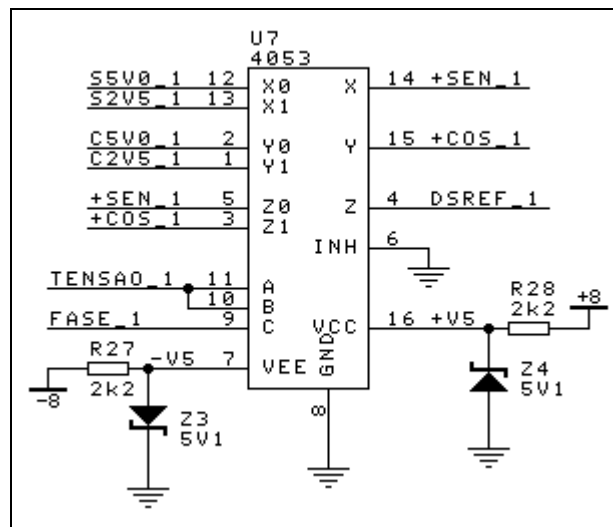 U7
4053
S5V0_1 12 X0 X 14 +SEN_1
S2V5_1 13 X1
C5V0_1 2 Y0 Y 15 +COS_1
C2V5_1 1 Y1
+SEN_1 5 Z0 Z 4 DSREF_1
+COS_1 3 Z1
INH 6
TENSAO_1 11 A
10 B
FASE_1 9 C VCC 16 +V5 R28 2k2 +8
-8 R27 2k2 -V5 7 VEE GND 8
Z3
5V1
Z4
5V1